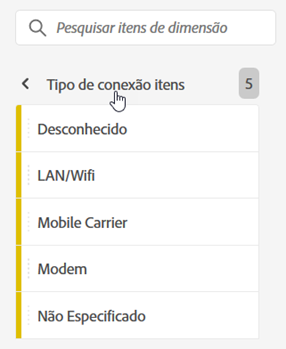 Pesquisar itens de dimensão
Tipo de conexão itens 5
Desconhecido
LAN/Wifi
Mobile Carrier
Modem
Não Especificado